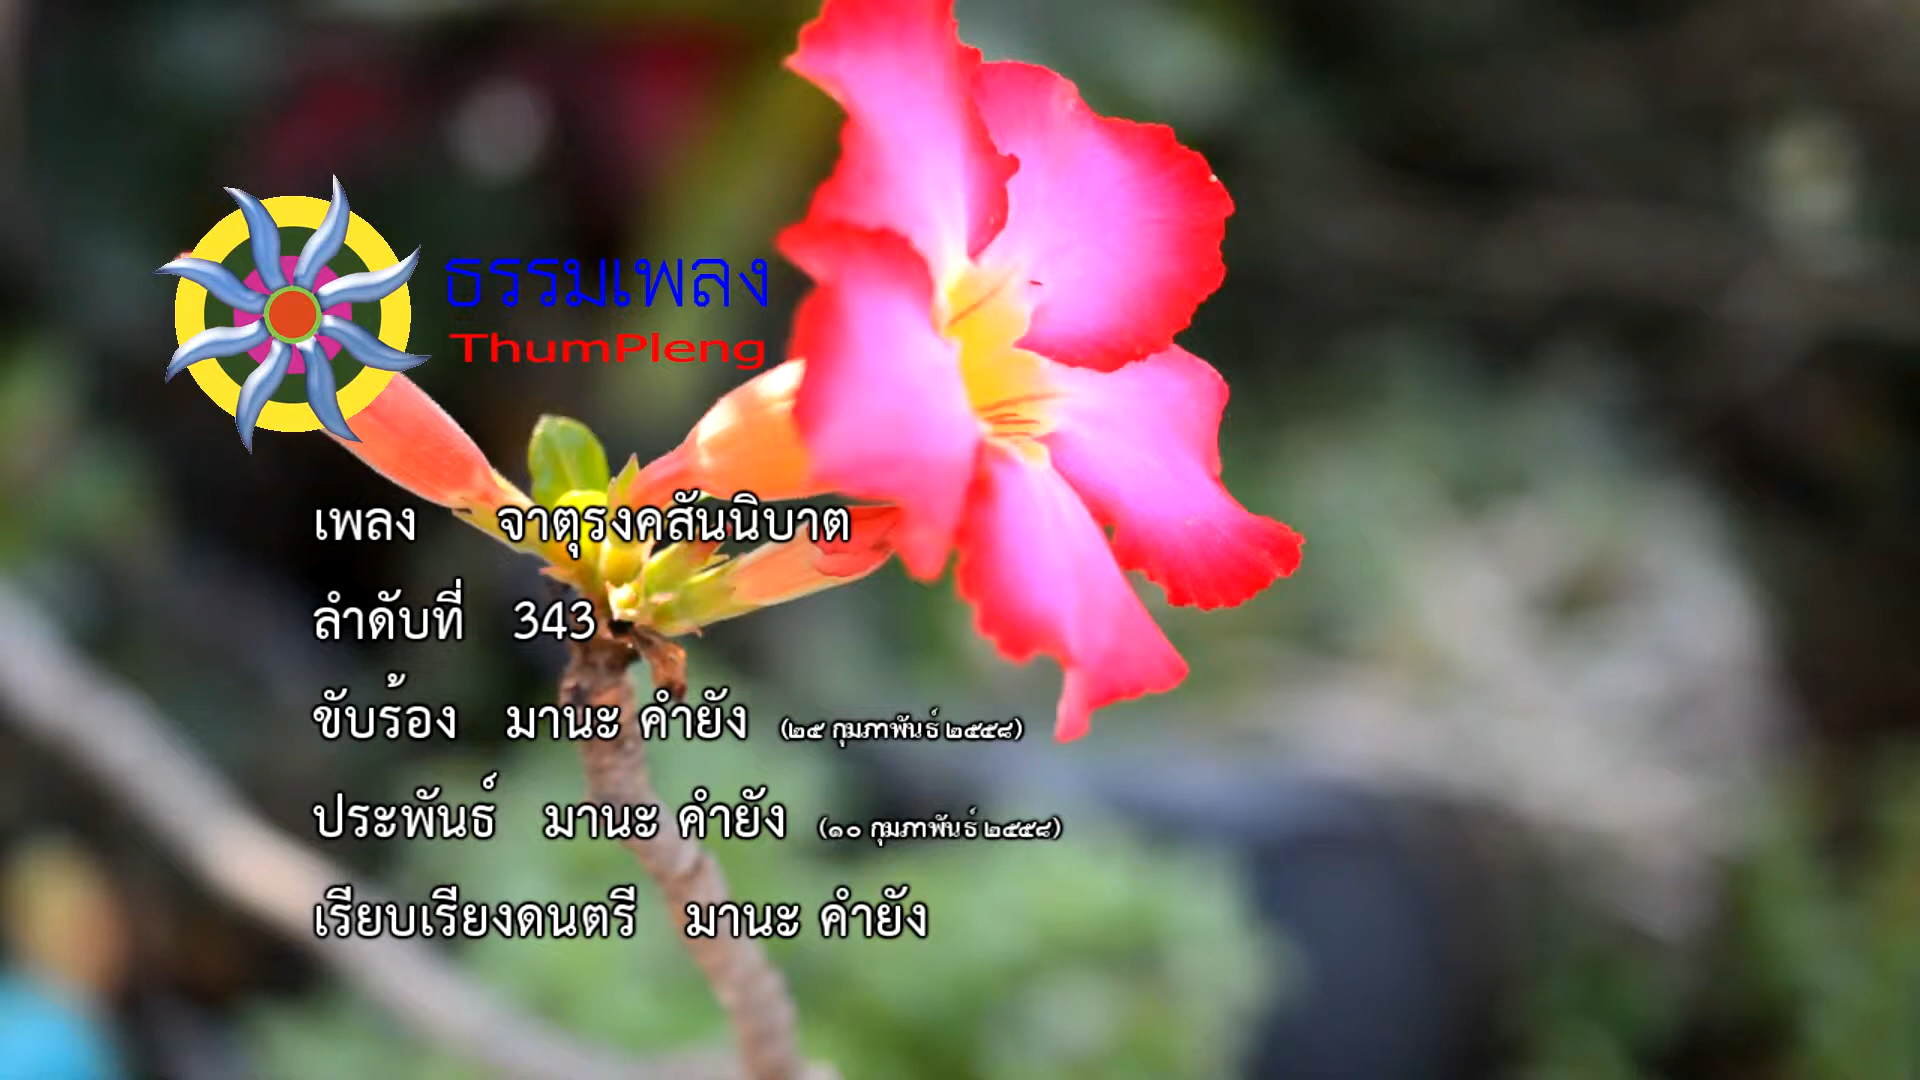 ธรรมเพลง
ThumPleng
เพลง จาตุรงคสันนิบาต
ลำดับที่ 343
ขับร้อง มานะ คำยัง (๒๕ กุมภาพันธ์ ๒๕๕๘)
ประพันธ์ มานะ คำยัง (๑๐ กุมภาพันธ์ ๒๕๕๘)
เรียบเรียงดนตรี มานะ คำยัง